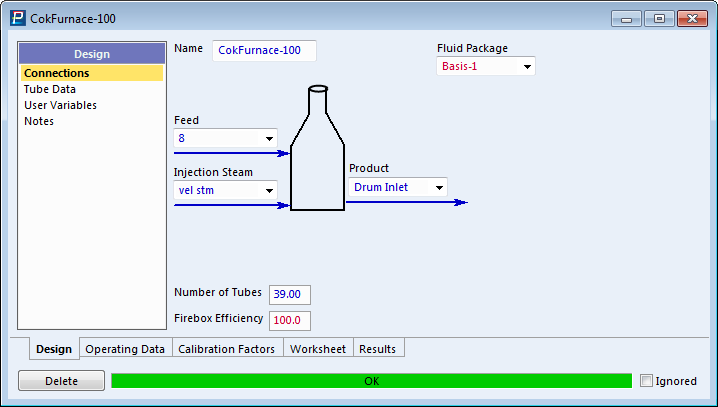 CokFurnace-100
Design
Connections
Tube Data
User Variables
Notes
Name CokFurnace-100
Fluid Package
Basis-1
Feed
8
Injection Steam
vel stm
Product
Drum Inlet
Number of Tubes 39.00
Firebox Efficiency 100.0
Design Operating Data Calibration Factors Worksheet Results
Delete OK Ignored